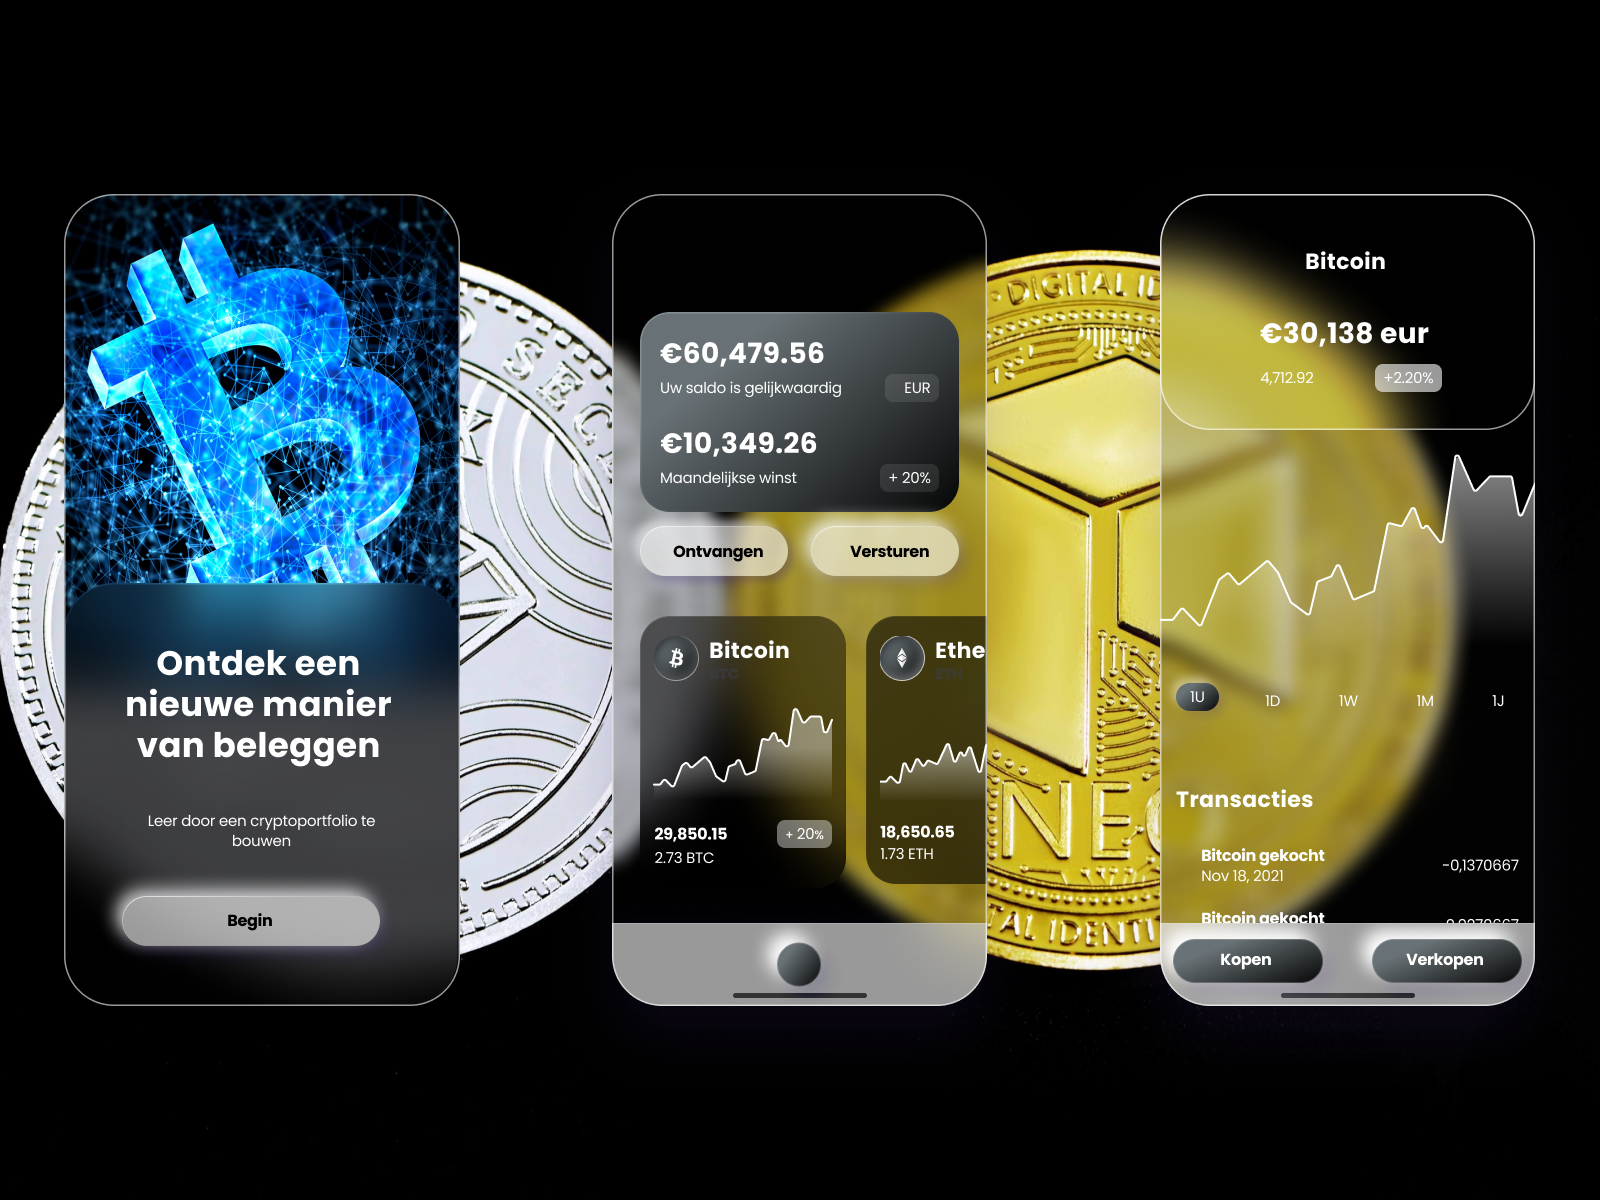 Ontdek een
nieuwe manier
van beleggen
Leer door een cryptoportfolio te
bouwen
Begin
€60,479.56
Uw saldo is gelijkwaardig EUR
€10,349.26
Maandelijkse winst + 20%
Ontvangen Versturen
Bitcoin
BTC
29,850.15 + 20%
2.73 BTC
Ethe
ETH
18,650.65
1.73 ETH
DIGITAL ID
NEO
TAL IDENTI
Bitcoin
€30,138 eur
4,712.92 +2.20%
1U 1D 1W 1M 1J
Transacties
Bitcoin gekocht
Nov 18, 2021
-0,1370667
Bitcoin gekocht
Kopen Verkopen